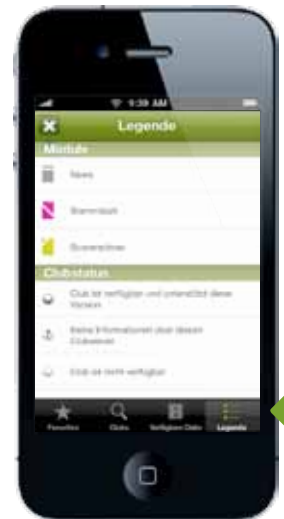 9:39 AM
Legende
Module
News
Stammblatt
Clubstatus
Club ist verfügbar und unterstützt diese
Version
Keine Informationen über diesen
Clubstatus
Club ist nicht verfügbar
Favoriten Clubs Verfügbare Clubs Legende